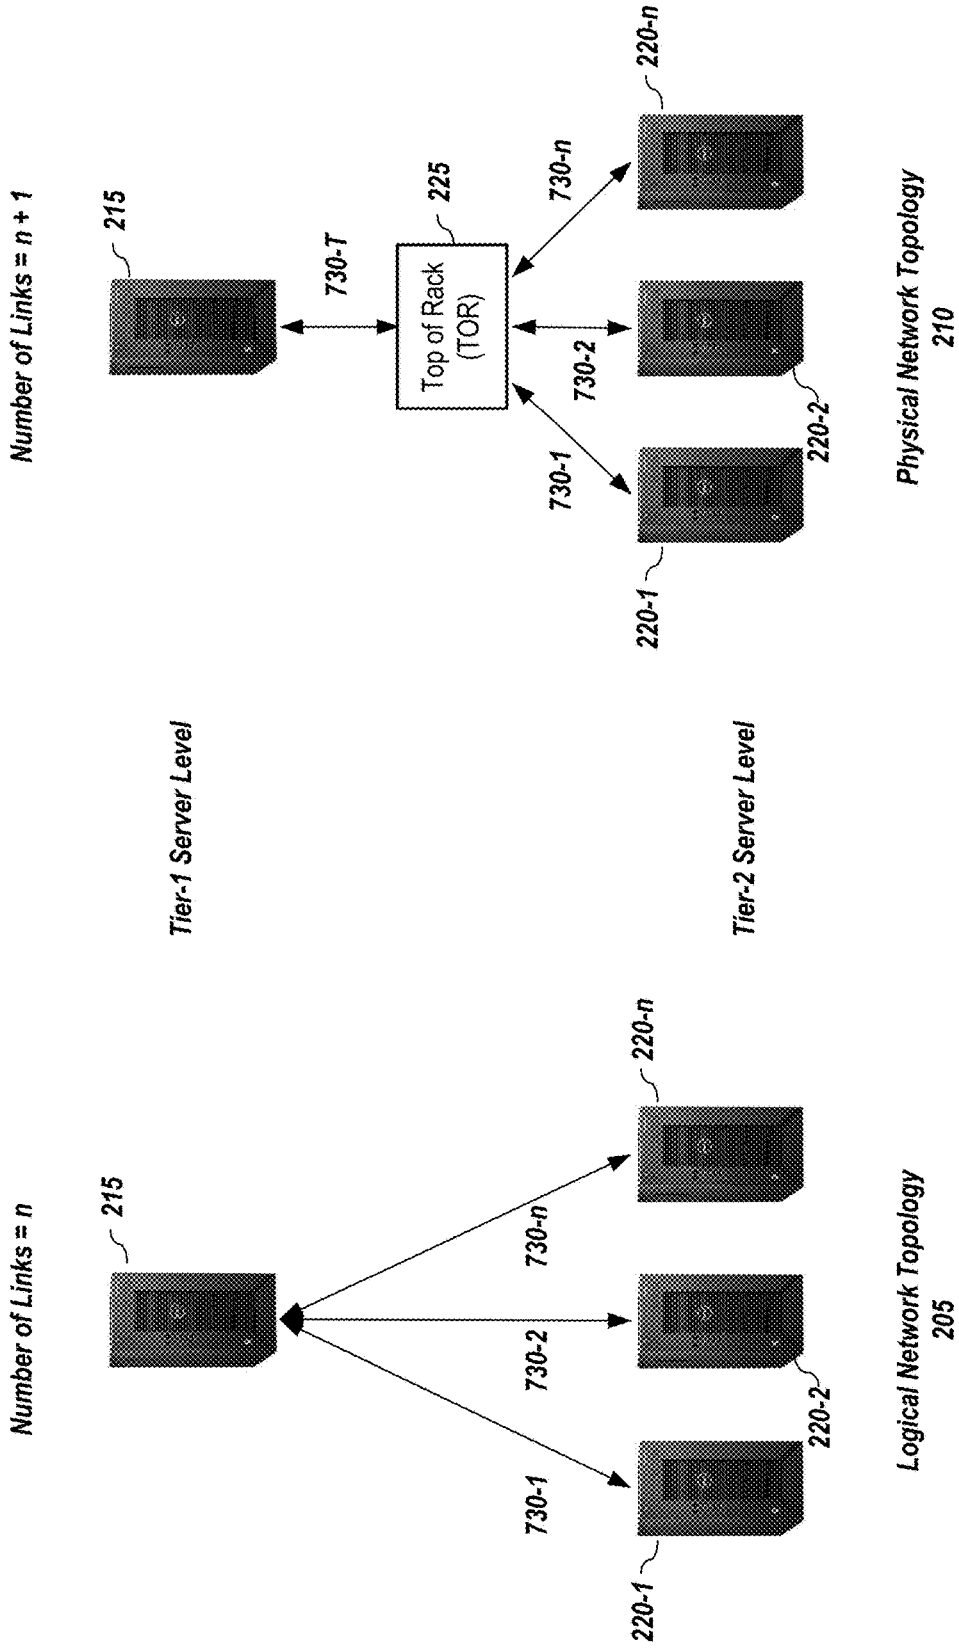 Number of Links = n
215
730-1
730-2
730-n
220-1
220-2
220-n
Logical Network Topology
205
Tier-1 Server Level
Tier-2 Server Level
Number of Links = n + 1
215
730-T
Top of Rack
(TOR)
225
730-1
730-2
730-n
220-1
220-2
220-n
Physical Network Topology
210